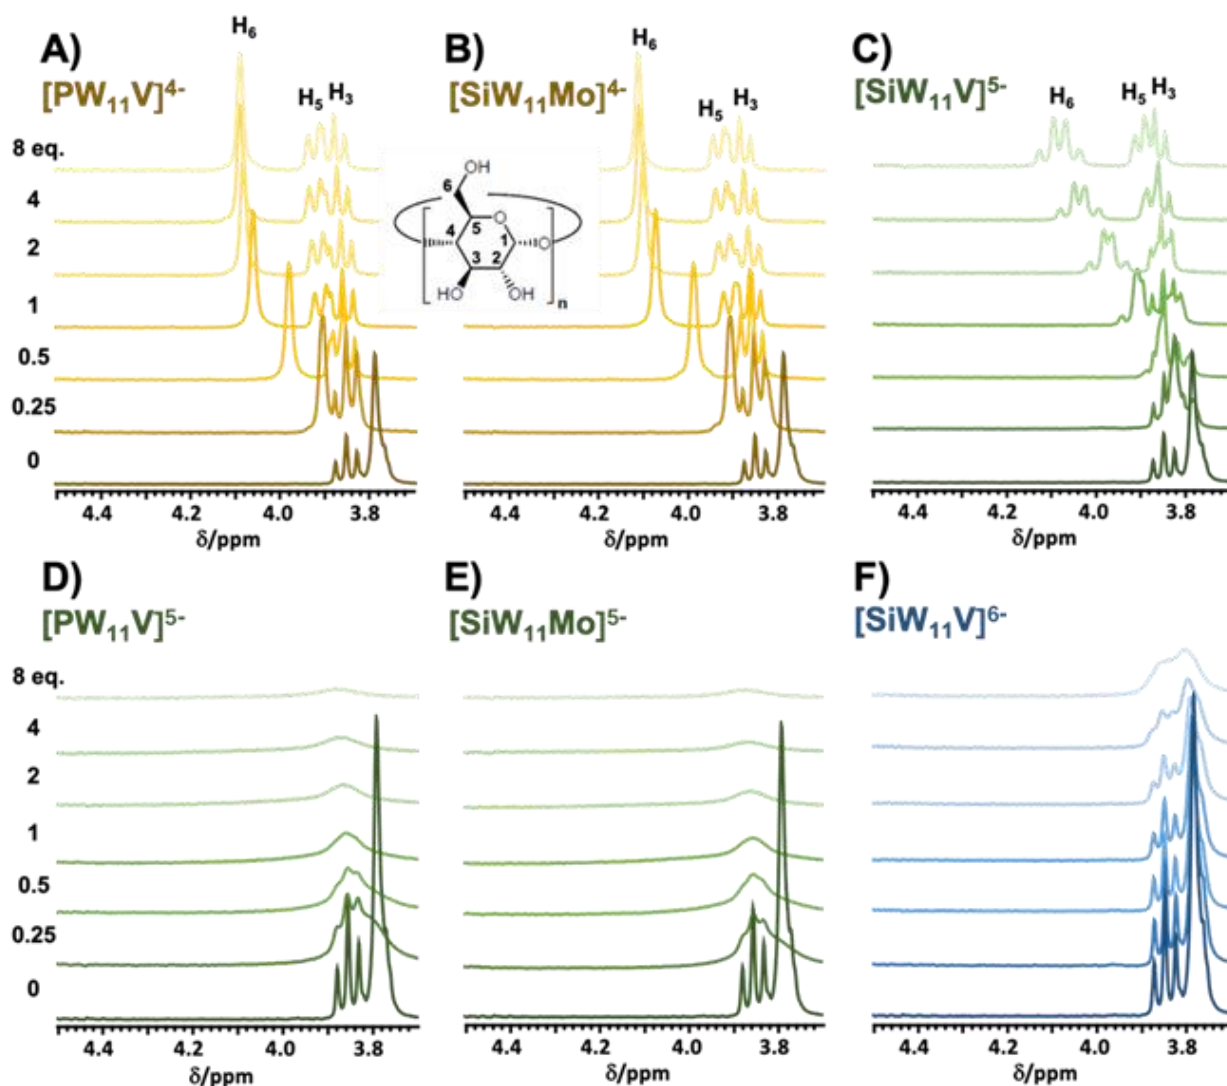 A)
[PW₁₁V]⁴⁻
H₆
H₅
H₃
B)
[SiW₁₁Mo]⁴⁻
H₆
H₅
H₃
C)
[SiW₁₁V]⁵⁻
H₆
H₅
H₃
8 eq.
4
2
1
0.5
0.25
0
OH
6
5
O
4
1
3
2
O
HO
OH
n
4.4 4.2 4.0 3.8
δ/ppm
4.4 4.2 4.0 3.8
δ/ppm
4.4 4.2 4.0 3.8
δ/ppm
D)
[PW₁₁V]⁵⁻
E)
[SiW₁₁Mo]⁵⁻
F)
[SiW₁₁V]⁶⁻
8 eq.
4
2
1
0.5
0.25
0
4.4 4.2 4.0 3.8
δ/ppm
4.4 4.2 4.0 3.8
δ/ppm
4.4 4.2 4.0 3.8
δ/ppm